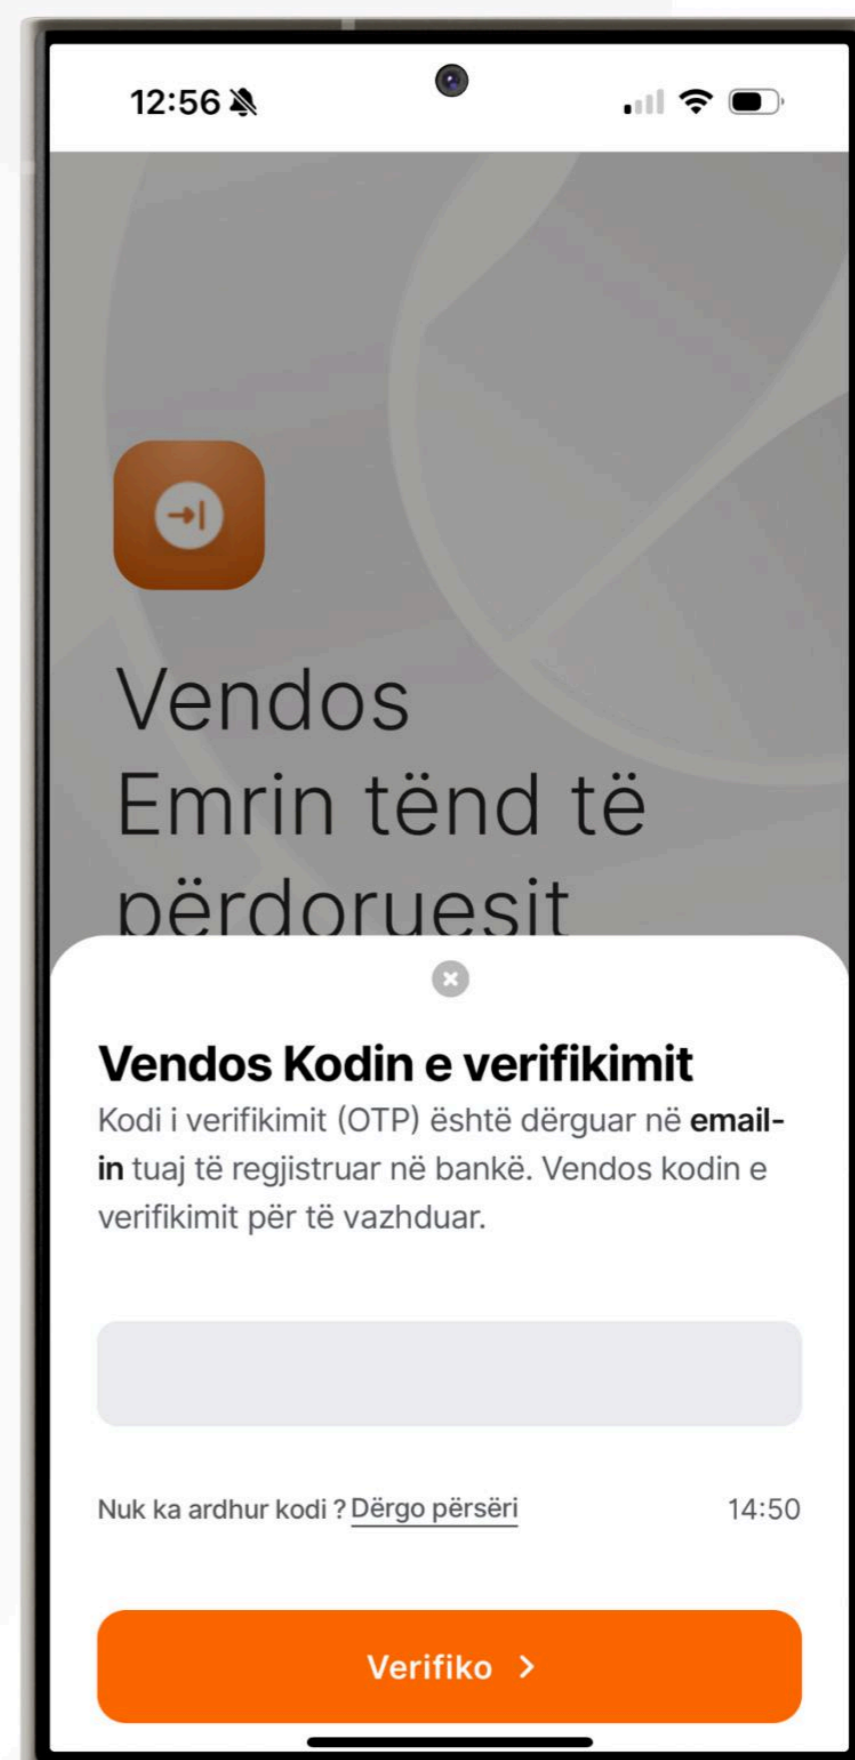 12:56
Vendos
Emrin tënd të
përdoruesit
Vendos Kodin e verifikimit
Kodi i verifikimit (OTP) është dërguar në email-
in tuaj të regjistruar në bankë. Vendos kodin e
verifikimit për të vazhduar.
Nuk ka ardhur kodi ? Dërgo përsëri 14:50
Verifiko >